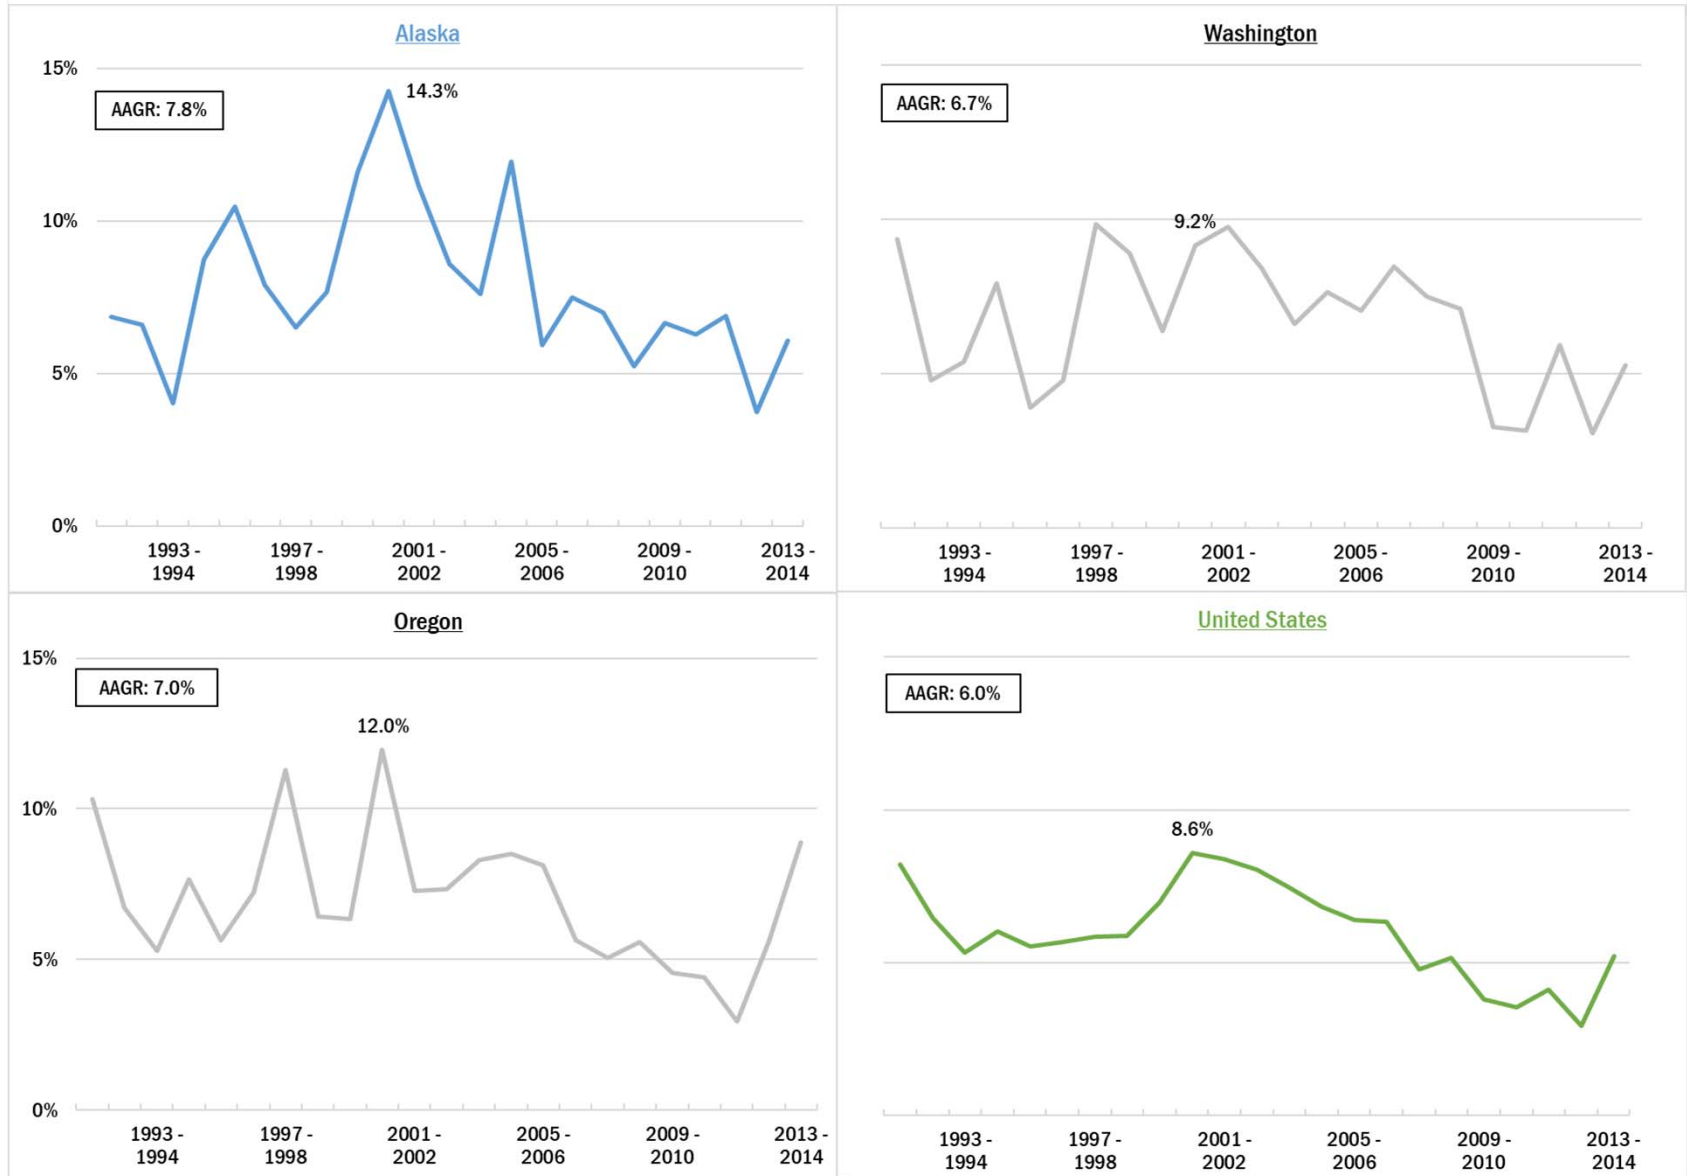 Alaska
15%
AAGR: 7.8%
14.3%
10%
5%
0%
1993 - 1997 - 2001 - 2005 - 2009 - 2013 -
1994 1998 2002 2006 2010 2014
Washington
AAGR: 6.7%
9.2%
1993 - 1997 - 2001 - 2005 - 2009 - 2013 -
1994 1998 2002 2006 2010 2014
Oregon
15%
AAGR: 7.0%
12.0%
10%
5%
0%
1993 - 1997 - 2001 - 2005 - 2009 - 2013 -
1994 1998 2002 2006 2010 2014
United States
AAGR: 6.0%
8.6%
1993 - 1997 - 2001 - 2005 - 2009 - 2013 -
1994 1998 2002 2006 2010 2014